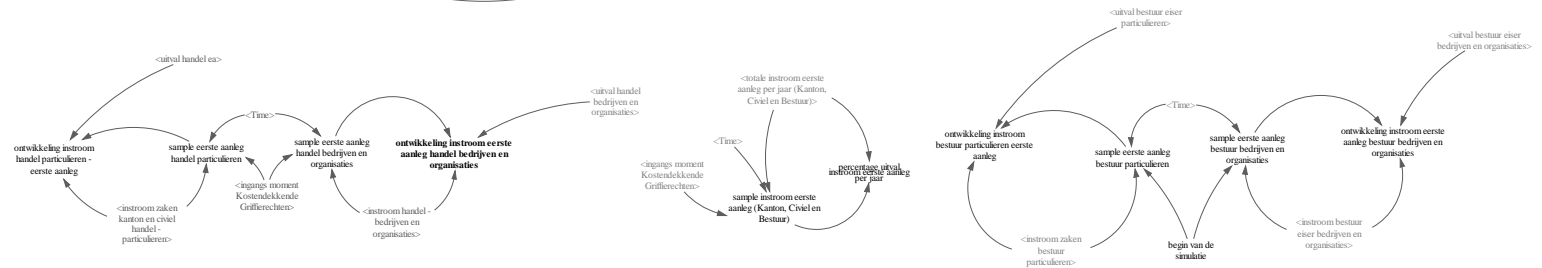 <uitval handel ea>
<Time>
ontwikkeling instroom
handel particulieren -
eerste aanleg
sample eerste aanleg
handel particulieren
sample eerste aanleg
handel bedrijven en
organisaties
ontwikkeling instroom eerste
aanleg handel bedrijven en
organisaties
<uitval handel
bedrijven en
organisaties>
<instroom zaken
kanton en civiel
handel -
particulieren>
<ingangs moment
Kostendekkende
Griffierechten>
<instroom handel -
bedrijven en
organisaties>
<totale instroom eerste
aanleg per jaar (Kanton,
Civiel en Bestuur)>
<Time>
<ingangs moment
Kostendekkende
Griffierechten>
percentage uitval
instroom eerste aanleg
per jaar
sample instroom eerste
aanleg (Kanton, Civiel en
Bestuur)
<uitval bestuur eiser
particulieren>
<uitval bestuur eiser
bedrijven en organisaties>
<Time>
ontwikkeling instroom
bestuur particulieren eerste
aanleg
sample eerste aanleg
bestuur particulieren
sample eerste aanleg
bestuur bedrijven en
organisaties
ontwikkeling instroom eerste
aanleg bestuur bedrijven en
organisaties
<instroom zaken
bestuur
particulieren>
begin van de
simulatie
<instroom bestuur
eiser bedrijven en
organisaties>